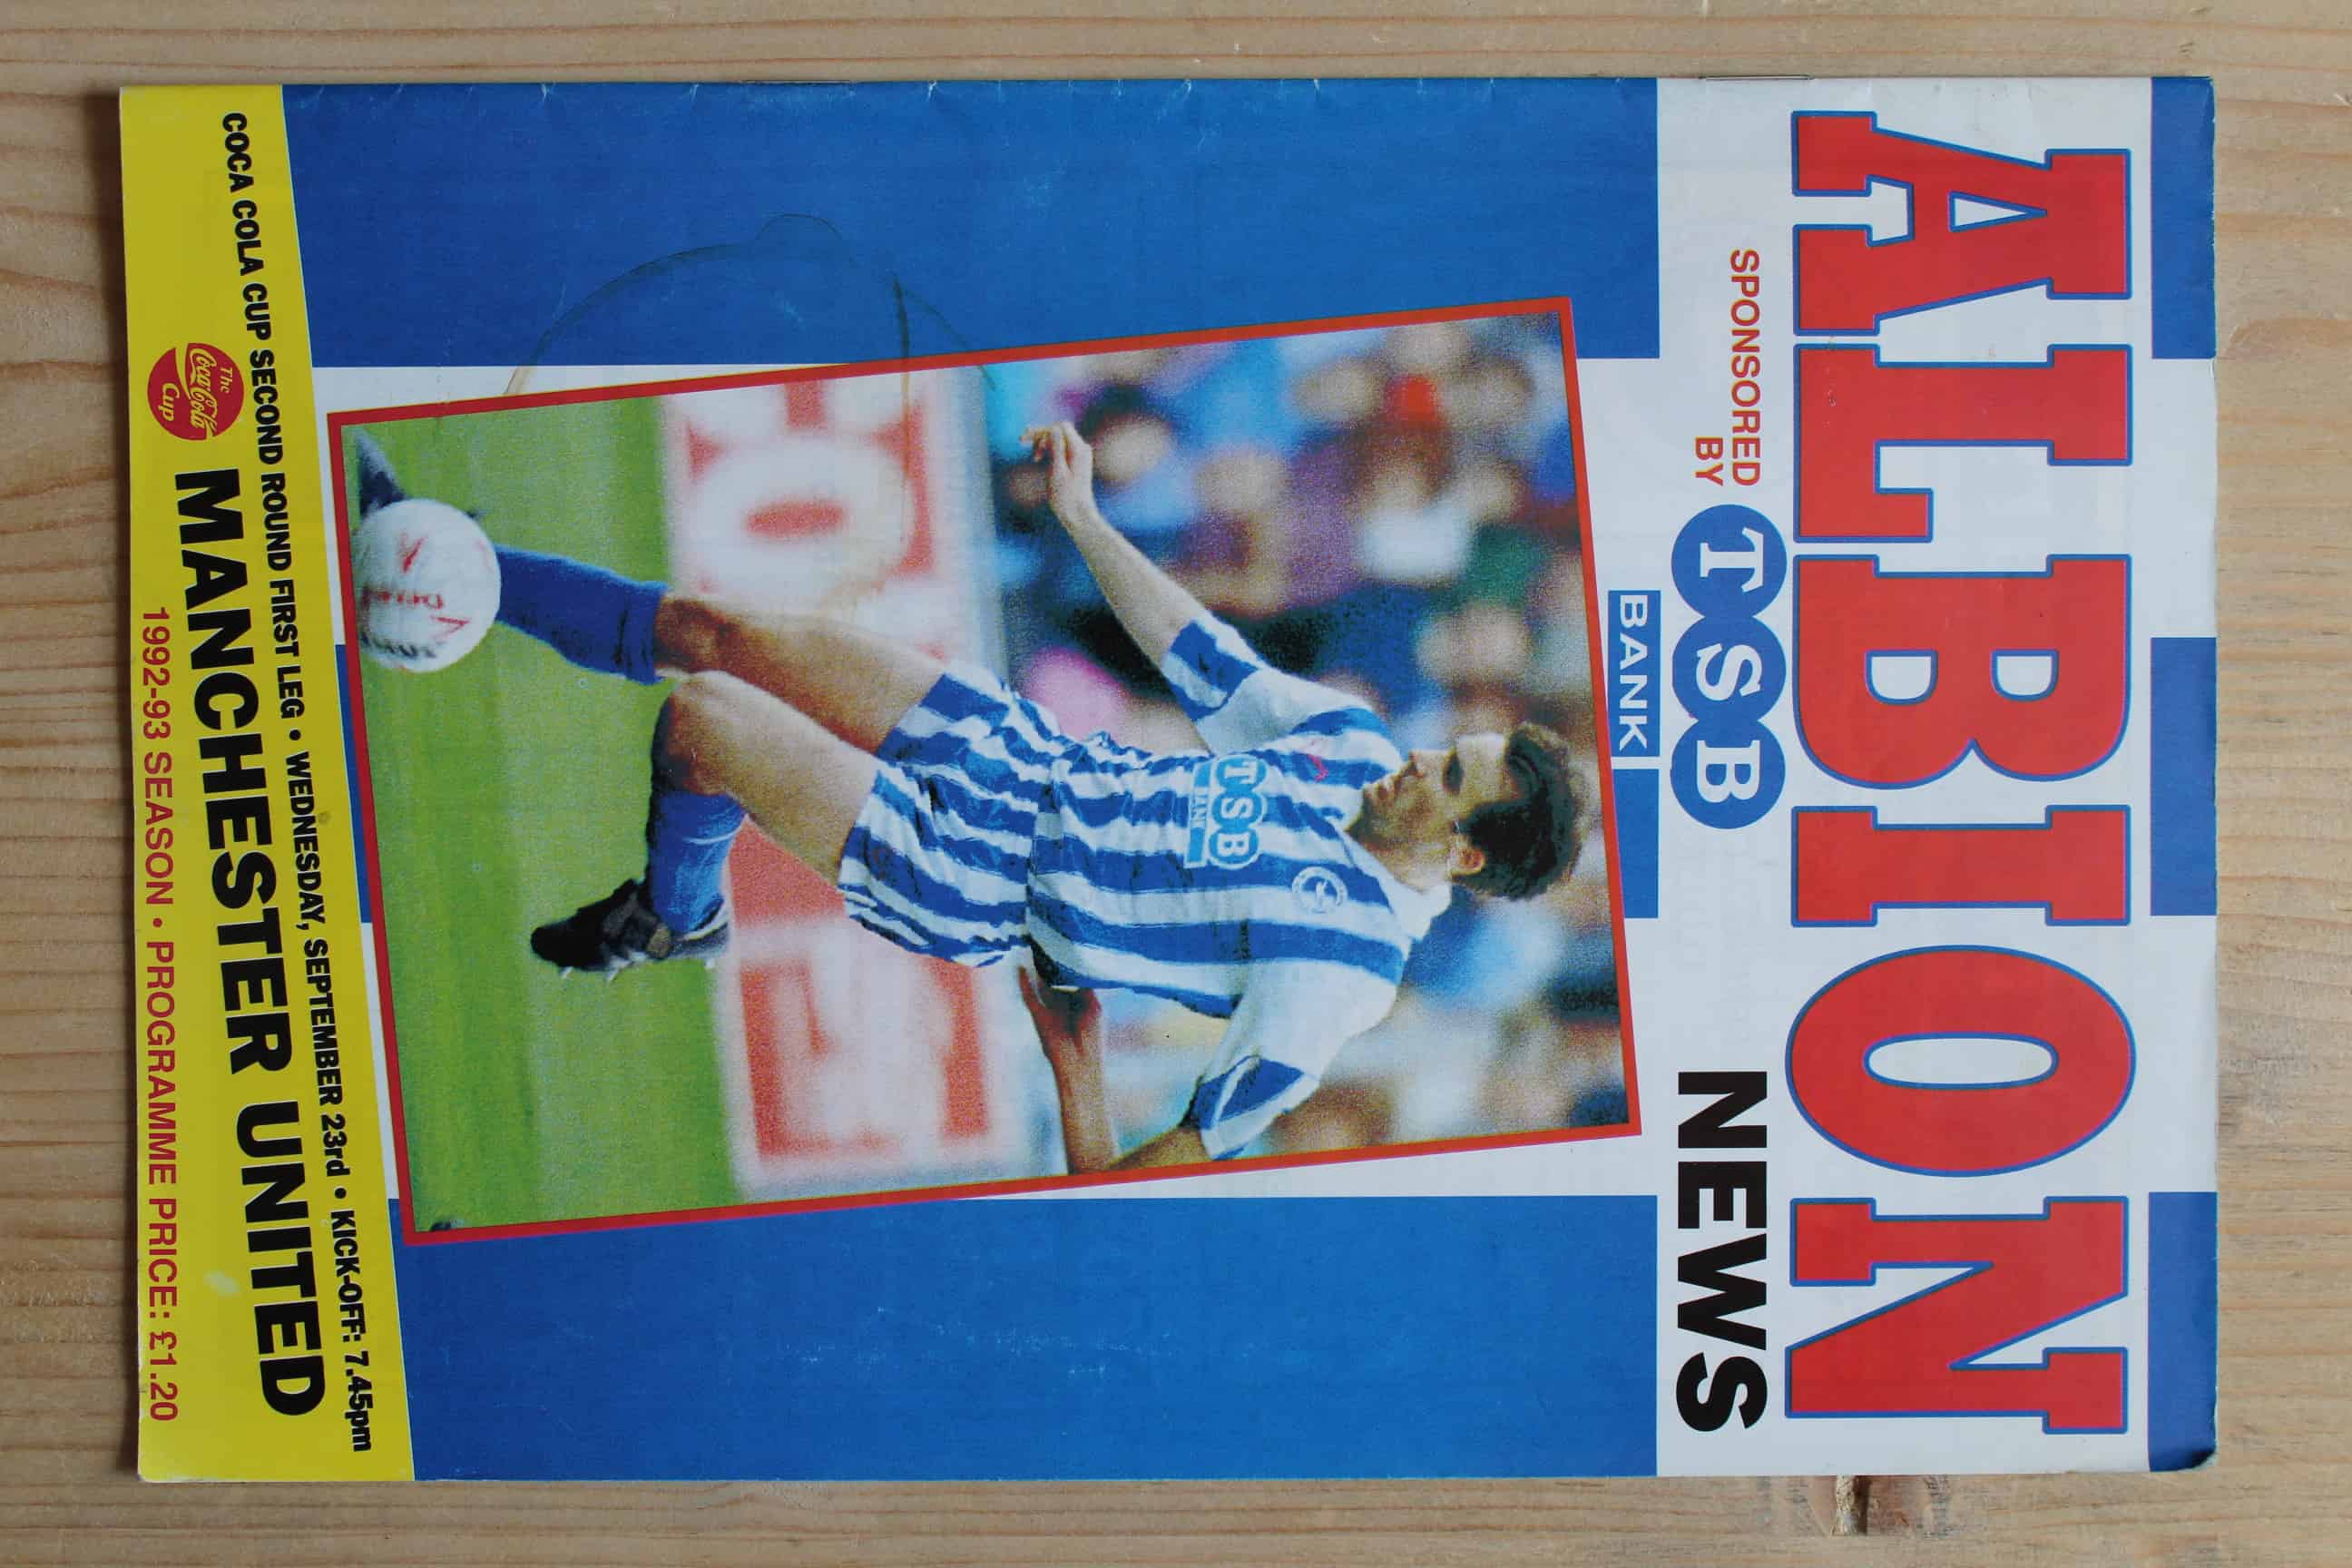 ALBION
SPONSORED
BY
TSB
BANK
NEWS
TSB
BANK
COCA COLA CUP SECOND ROUND FIRST LEG • WEDNESDAY, SEPTEMBER 23rd • KICK-OFF: 7.45pm
The
Coca-Cola
Cup
MANCHESTER UNITED
1992-93 SEASON • PROGRAMME PRICE: £1.20